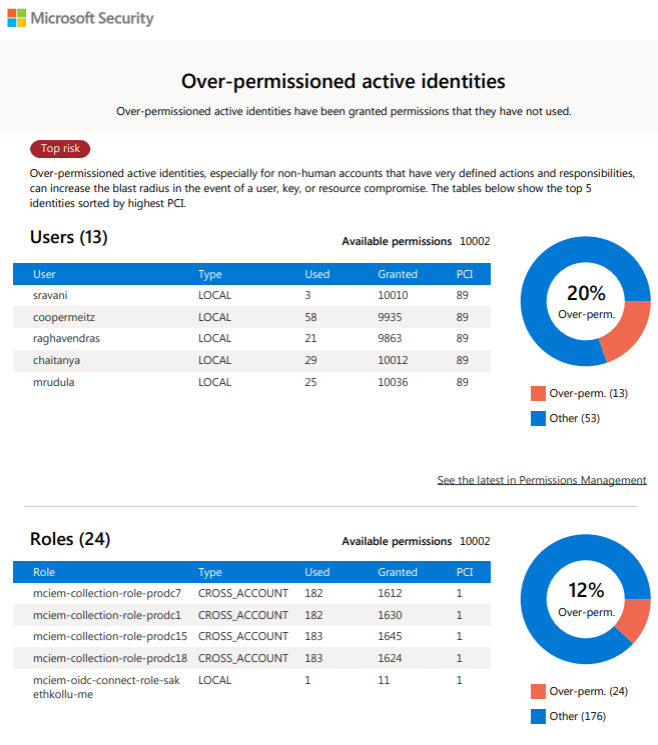 Microsoft Security
Over-permissioned active identities
Over-permissioned active identities have been granted permissions that they have not used.
Top risk
Over-permissioned active identities, especially for non-human accounts that have very defined actions and responsibilities,
can increase the blast radius in the event of a user, key, or resource compromise. The tables below show the top 5
identities sorted by highest PCI.
Users (13)
Available permissions 10002
User Type Used Granted PCI
sravani LOCAL 3 10010 89
coopermeitz LOCAL 58 9935 89
raghavendras LOCAL 21 9863 89
chaitanya LOCAL 29 10012 89
mrudula LOCAL 25 10036 89
20%
Over-perm.
Over-perm. (13)
Other (53)
See the latest in Permissions Management
Roles (24)
Available permissions 10002
Role Type Used Granted PCI
mciem-collection-role-prodc7 CROSS_ACCOUNT 182 1612 1
mciem-collection-role-prodc1 CROSS_ACCOUNT 182 1630 1
mciem-collection-role-prodc15 CROSS_ACCOUNT 183 1645 1
mciem-collection-role-prodc18 CROSS_ACCOUNT 183 1624 1
mciem-oidc-connect-role-sak LOCAL 1 11 1
ethkollu-me
12%
Over-perm.
Over-perm. (24)
Other (176)